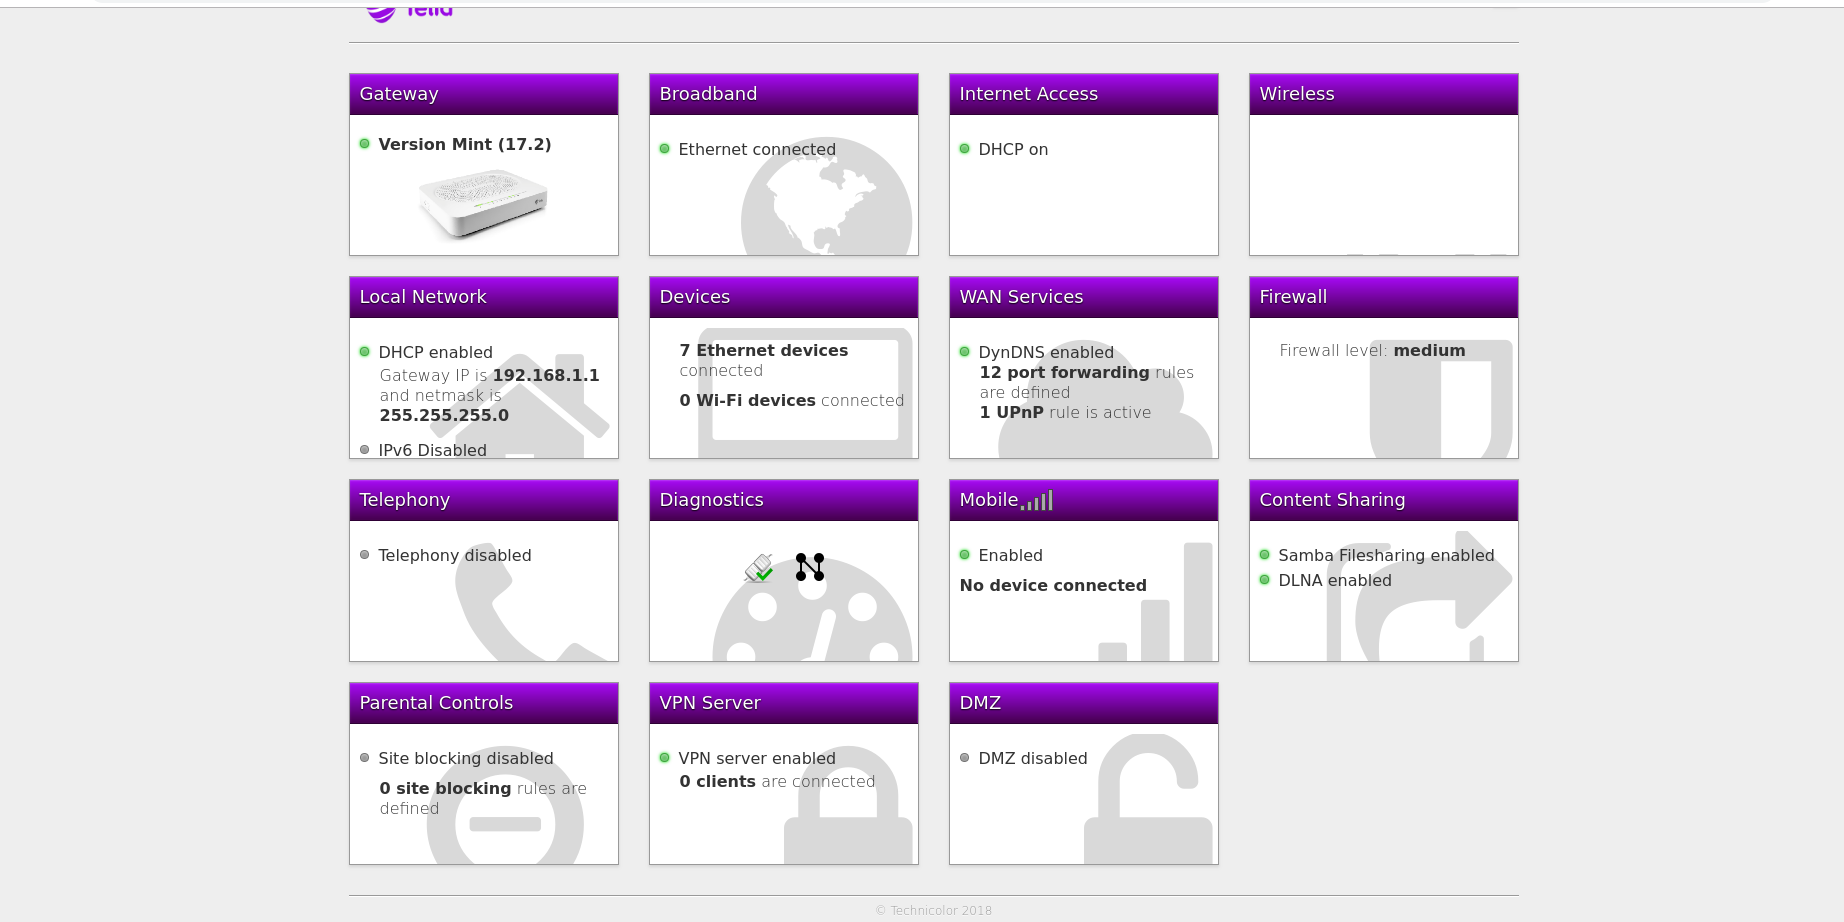 Telia
Gateway
Version Mint (17.2)
Broadband
Ethernet connected
Internet Access
DHCP on
Wireless
Local Network
DHCP enabled
Gateway IP is 192.168.1.1
and netmask is
255.255.255.0
IPv6 Disabled
Devices
7 Ethernet devices
connected
0 Wi-Fi devices connected
WAN Services
DynDNS enabled
12 port forwarding rules
are defined
1 UPnP rule is active
Firewall
Firewall level: medium
Telephony
Telephony disabled
Diagnostics
Mobile
Enabled
No device connected
Content Sharing
Samba Filesharing enabled
DLNA enabled
Parental Controls
Site blocking disabled
0 site blocking rules are
defined
VPN Server
VPN server enabled
0 clients are connected
DMZ
DMZ disabled
© Technicolor 2018